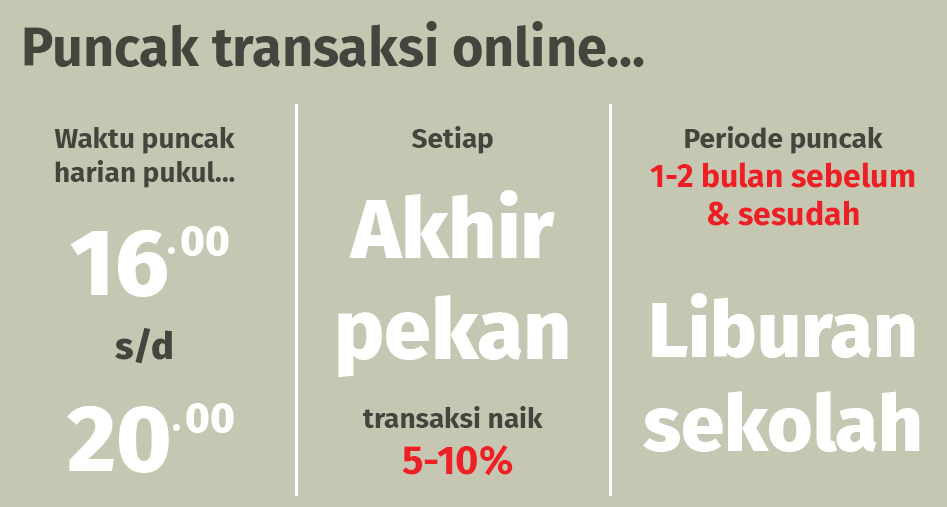 Puncak transaksi online...
Waktu puncak
harian pukul...
16.00
s/d
20.00
Setiap
Akhir
pekan
transaksi naik
5-10%
Periode puncak
1-2 bulan sebelum
& sesudah
Liburan
sekolah